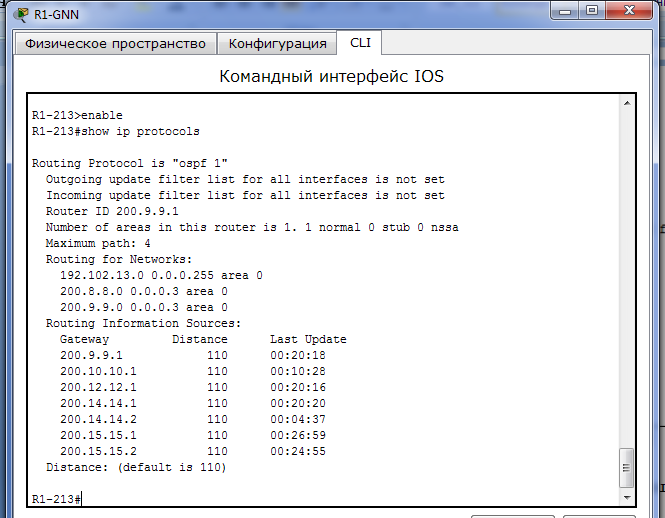 R1-GNN
Физическое пространство Конфигурация CLI
Командный интерфейс IOS
R1-213>enable
R1-213#show ip protocols
Routing Protocol is "ospf 1"
Outgoing update filter list for all interfaces is not set
Incoming update filter list for all interfaces is not set
Router ID 200.9.9.1
Number of areas in this router is 1. 1 normal 0 stub 0 nssa
Maximum path: 4
Routing for Networks:
192.102.13.0 0.0.0.255 area 0
200.8.8.0 0.0.0.3 area 0
200.9.9.0 0.0.0.3 area 0
Routing Information Sources:
Gateway Distance Last Update
200.9.9.1 110 00:20:18
200.10.10.1 110 00:10:28
200.12.12.1 110 00:20:16
200.14.14.1 110 00:20:20
200.14.14.2 110 00:04:37
200.15.15.1 110 00:26:59
200.15.15.2 110 00:24:55
Distance: (default is 110)
R1-213#